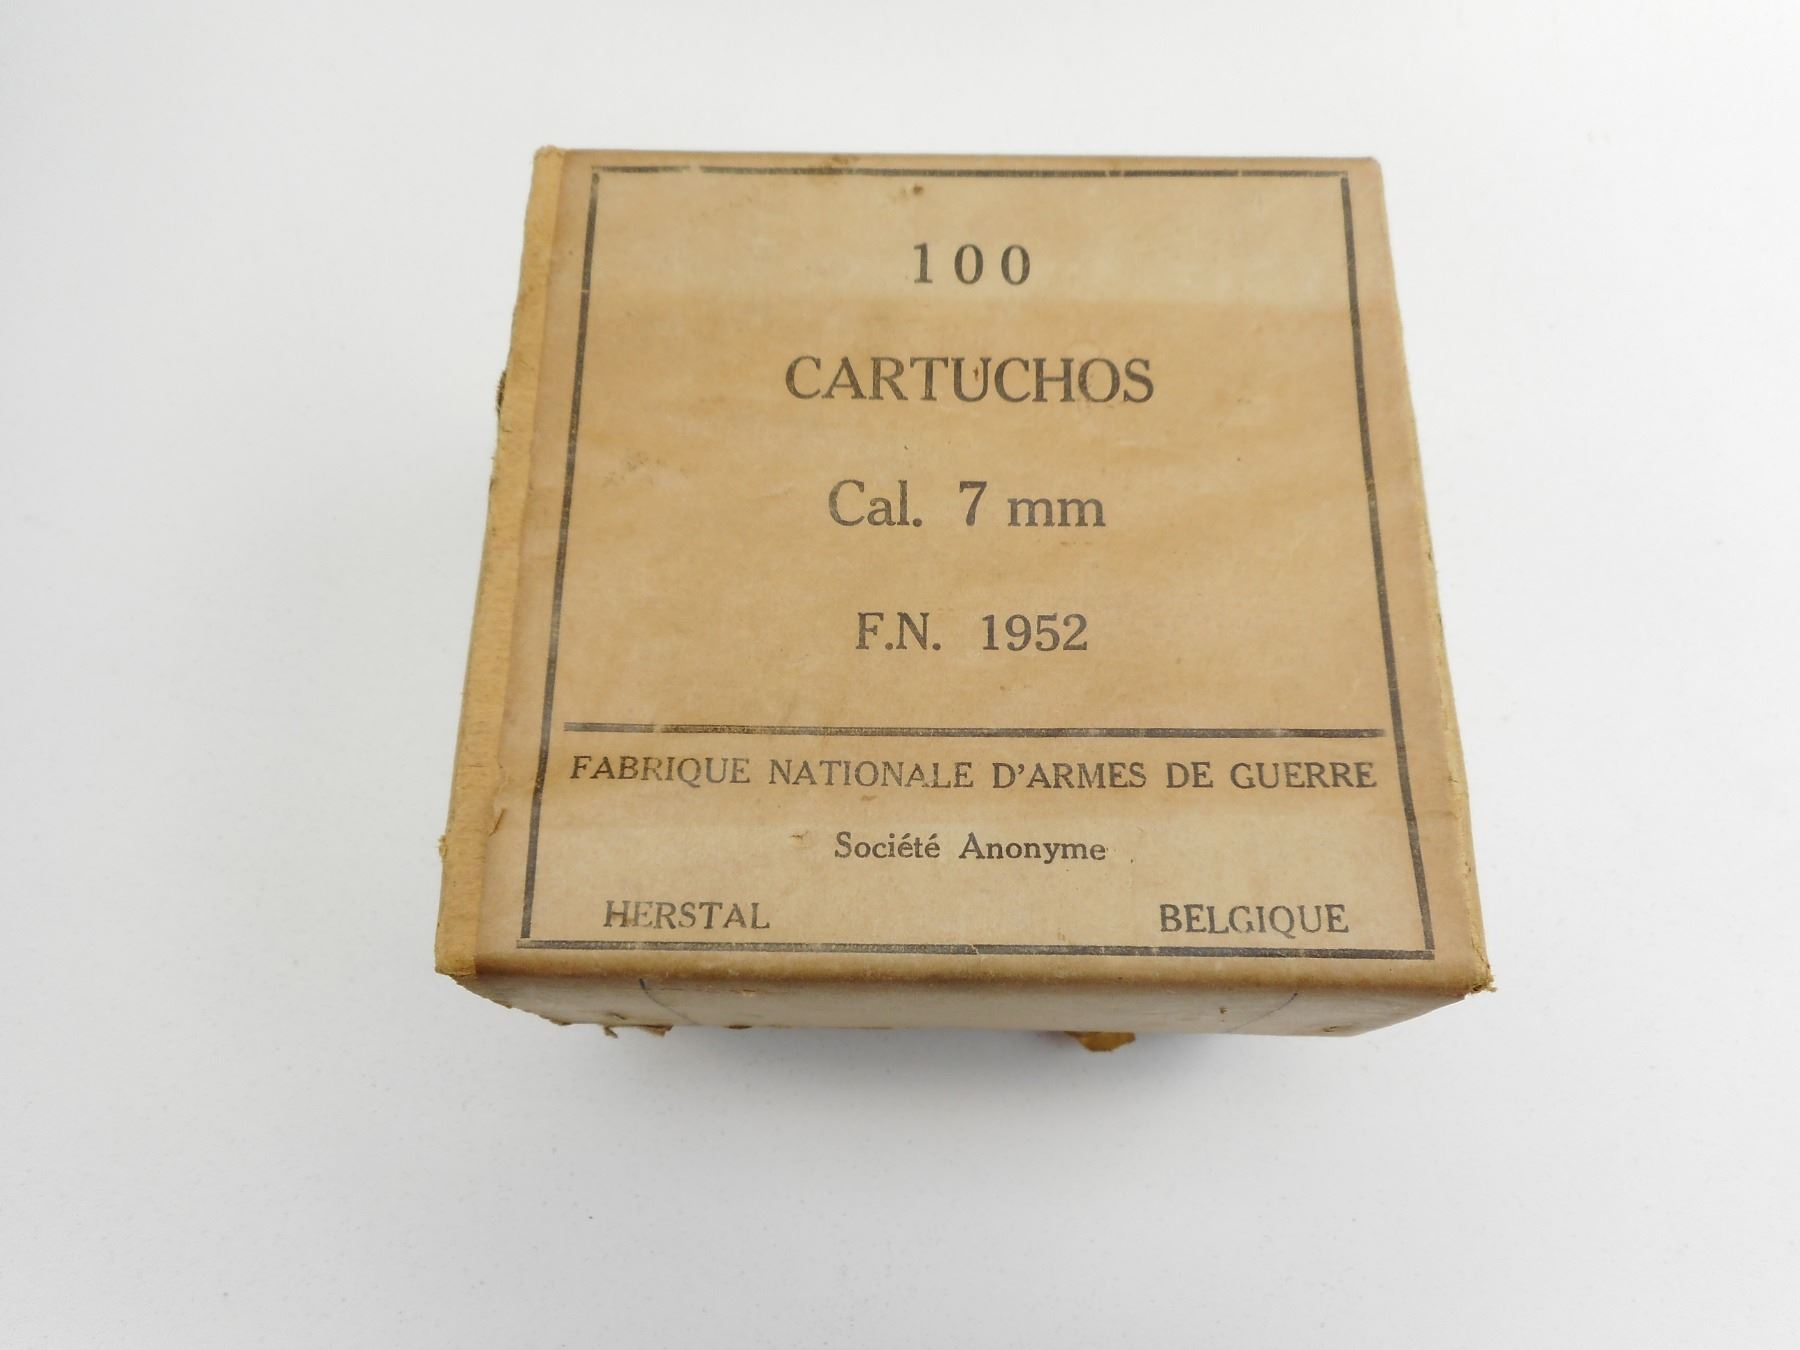 100
CARTUCHOS
Cal. 7 mm
F.N. 1952
FABRIQUE NATIONALE D'ARMES DE GUERRE
Société Anonyme
HERSTAL BELGIQUE